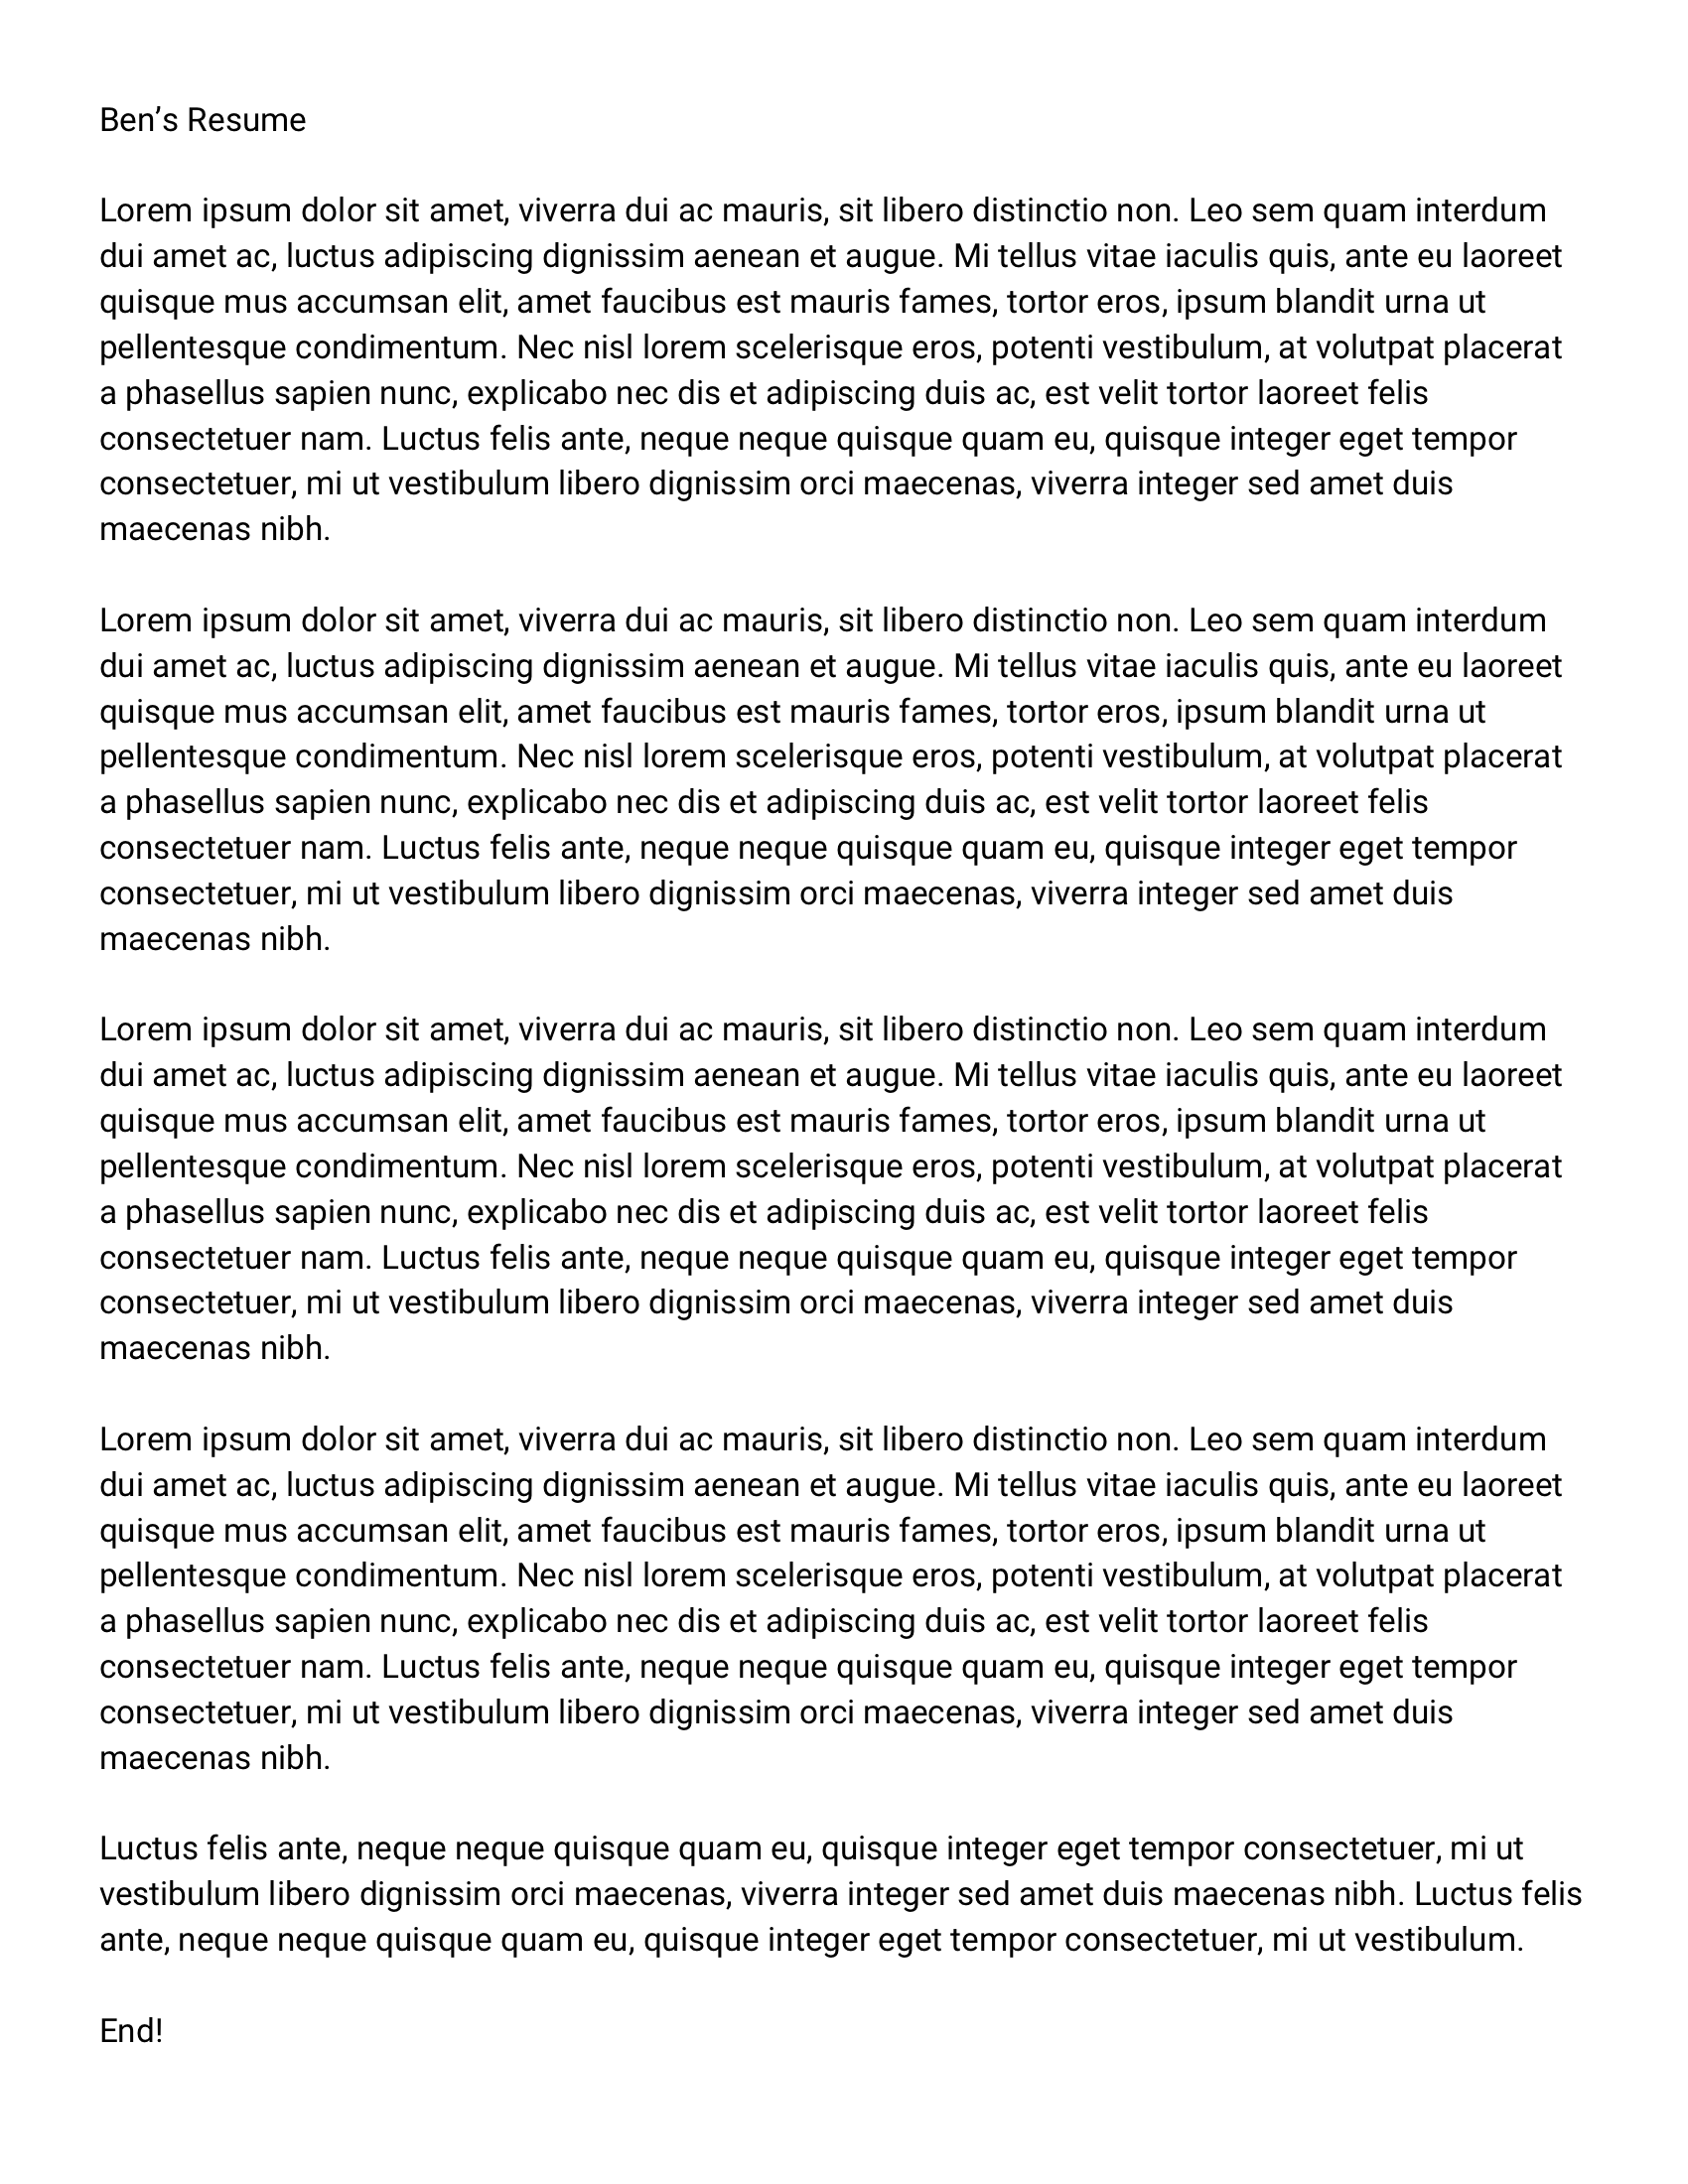 Ben’s Resume
Lorem ipsum dolor sit amet, viverra dui ac mauris, sit libero distinctio non. Leo sem quam interdum
dui amet ac, luctus adipiscing dignissim aenean et augue. Mi tellus vitae iaculis quis, ante eu laoreet
quisque mus accumsan elit, amet faucibus est mauris fames, tortor eros, ipsum blandit urna ut
pellentesque condimentum. Nec nisl lorem scelerisque eros, potenti vestibulum, at volutpat placerat
a phasellus sapien nunc, explicabo nec dis et adipiscing duis ac, est velit tortor laoreet felis
consectetuer nam. Luctus felis ante, neque neque quisque quam eu, quisque integer eget tempor
consectetuer, mi ut vestibulum libero dignissim orci maecenas, viverra integer sed amet duis
maecenas nibh.
Lorem ipsum dolor sit amet, viverra dui ac mauris, sit libero distinctio non. Leo sem quam interdum
dui amet ac, luctus adipiscing dignissim aenean et augue. Mi tellus vitae iaculis quis, ante eu laoreet
quisque mus accumsan elit, amet faucibus est mauris fames, tortor eros, ipsum blandit urna ut
pellentesque condimentum. Nec nisl lorem scelerisque eros, potenti vestibulum, at volutpat placerat
a phasellus sapien nunc, explicabo nec dis et adipiscing duis ac, est velit tortor laoreet felis
consectetuer nam. Luctus felis ante, neque neque quisque quam eu, quisque integer eget tempor
consectetuer, mi ut vestibulum libero dignissim orci maecenas, viverra integer sed amet duis
maecenas nibh.
Lorem ipsum dolor sit amet, viverra dui ac mauris, sit libero distinctio non. Leo sem quam interdum
dui amet ac, luctus adipiscing dignissim aenean et augue. Mi tellus vitae iaculis quis, ante eu laoreet
quisque mus accumsan elit, amet faucibus est mauris fames, tortor eros, ipsum blandit urna ut
pellentesque condimentum. Nec nisl lorem scelerisque eros, potenti vestibulum, at volutpat placerat
a phasellus sapien nunc, explicabo nec dis et adipiscing duis ac, est velit tortor laoreet felis
consectetuer nam. Luctus felis ante, neque neque quisque quam eu, quisque integer eget tempor
consectetuer, mi ut vestibulum libero dignissim orci maecenas, viverra integer sed amet duis
maecenas nibh.
Lorem ipsum dolor sit amet, viverra dui ac mauris, sit libero distinctio non. Leo sem quam interdum
dui amet ac, luctus adipiscing dignissim aenean et augue. Mi tellus vitae iaculis quis, ante eu laoreet
quisque mus accumsan elit, amet faucibus est mauris fames, tortor eros, ipsum blandit urna ut
pellentesque condimentum. Nec nisl lorem scelerisque eros, potenti vestibulum, at volutpat placerat
a phasellus sapien nunc, explicabo nec dis et adipiscing duis ac, est velit tortor laoreet felis
consectetuer nam. Luctus felis ante, neque neque quisque quam eu, quisque integer eget tempor
consectetuer, mi ut vestibulum libero dignissim orci maecenas, viverra integer sed amet duis
maecenas nibh.
Luctus felis ante, neque neque quisque quam eu, quisque integer eget tempor consectetuer, mi ut
vestibulum libero dignissim orci maecenas, viverra integer sed amet duis maecenas nibh. Luctus felis
ante, neque neque quisque quam eu, quisque integer eget tempor consectetuer, mi ut vestibulum.
End!